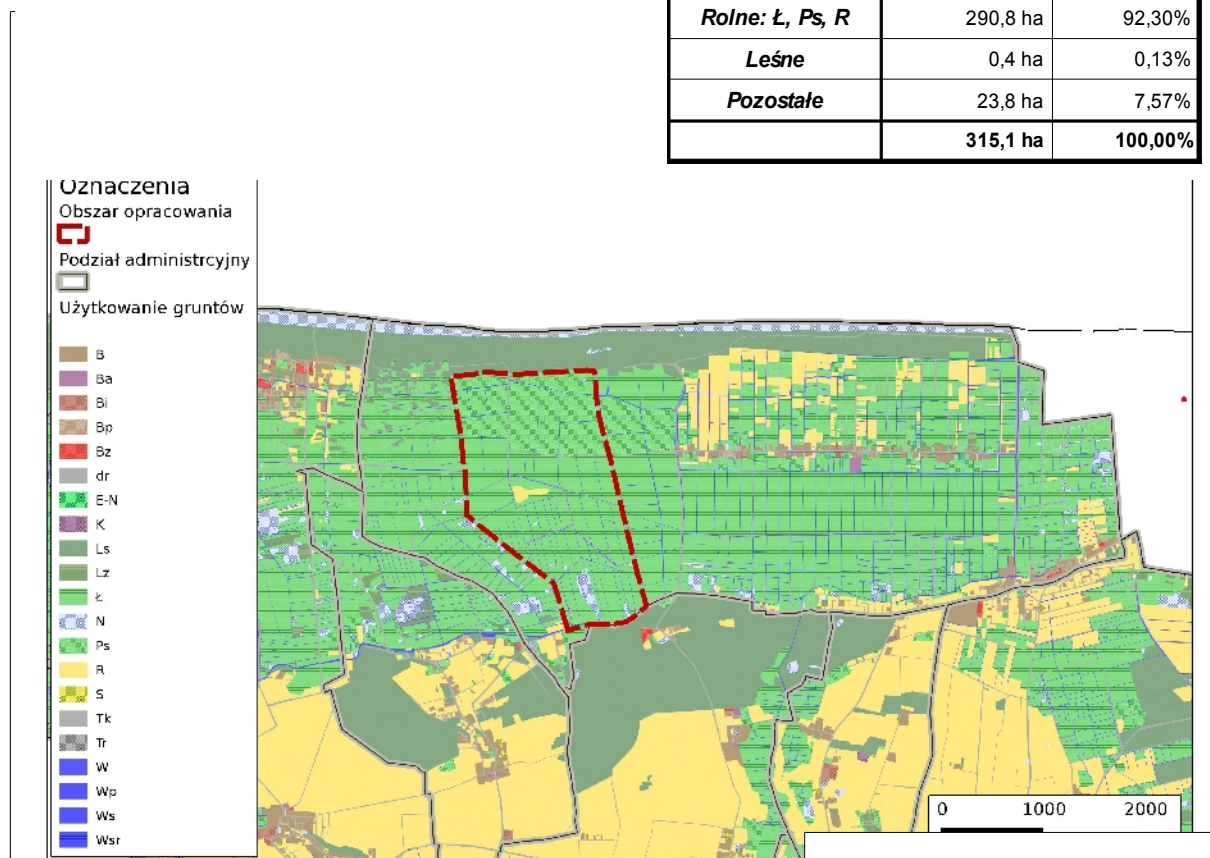 Rolne: Ł, Ps, R 290,8 ha 92,30%
Leśne 0,4 ha 0,13%
Pozostałe 23,8 ha 7,57%
315,1 ha 100,00%
Oznaczenia
Obszar opracowania
Podział administrcyjny
Użytkowanie gruntów
B
Ba
Bi
Bp
Bz
dr
E-N
K
Ls
Lz
Ł
N
Ps
R
S
Tk
Tr
W
Wp
Ws
Wsr
0 1000 2000